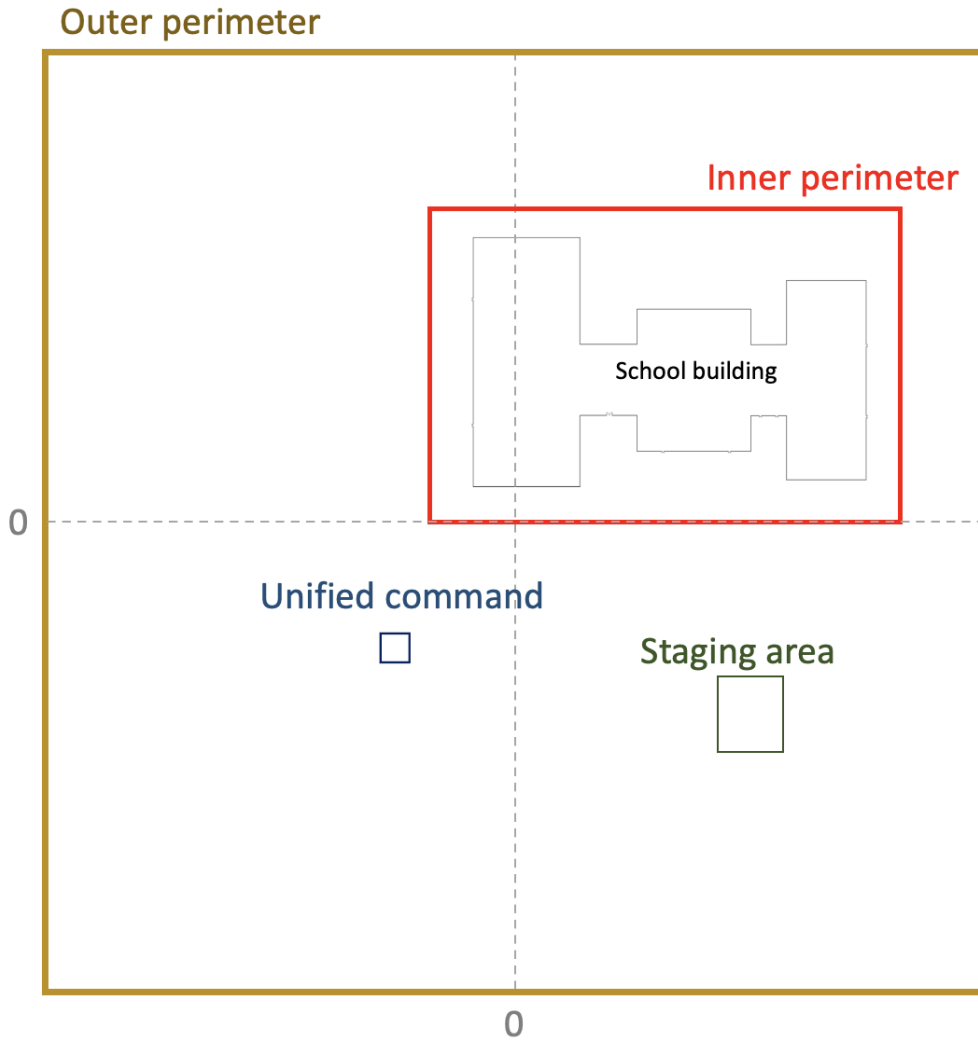 Outer perimeter
Inner perimeter
School building
0
Unified command
Staging area
0